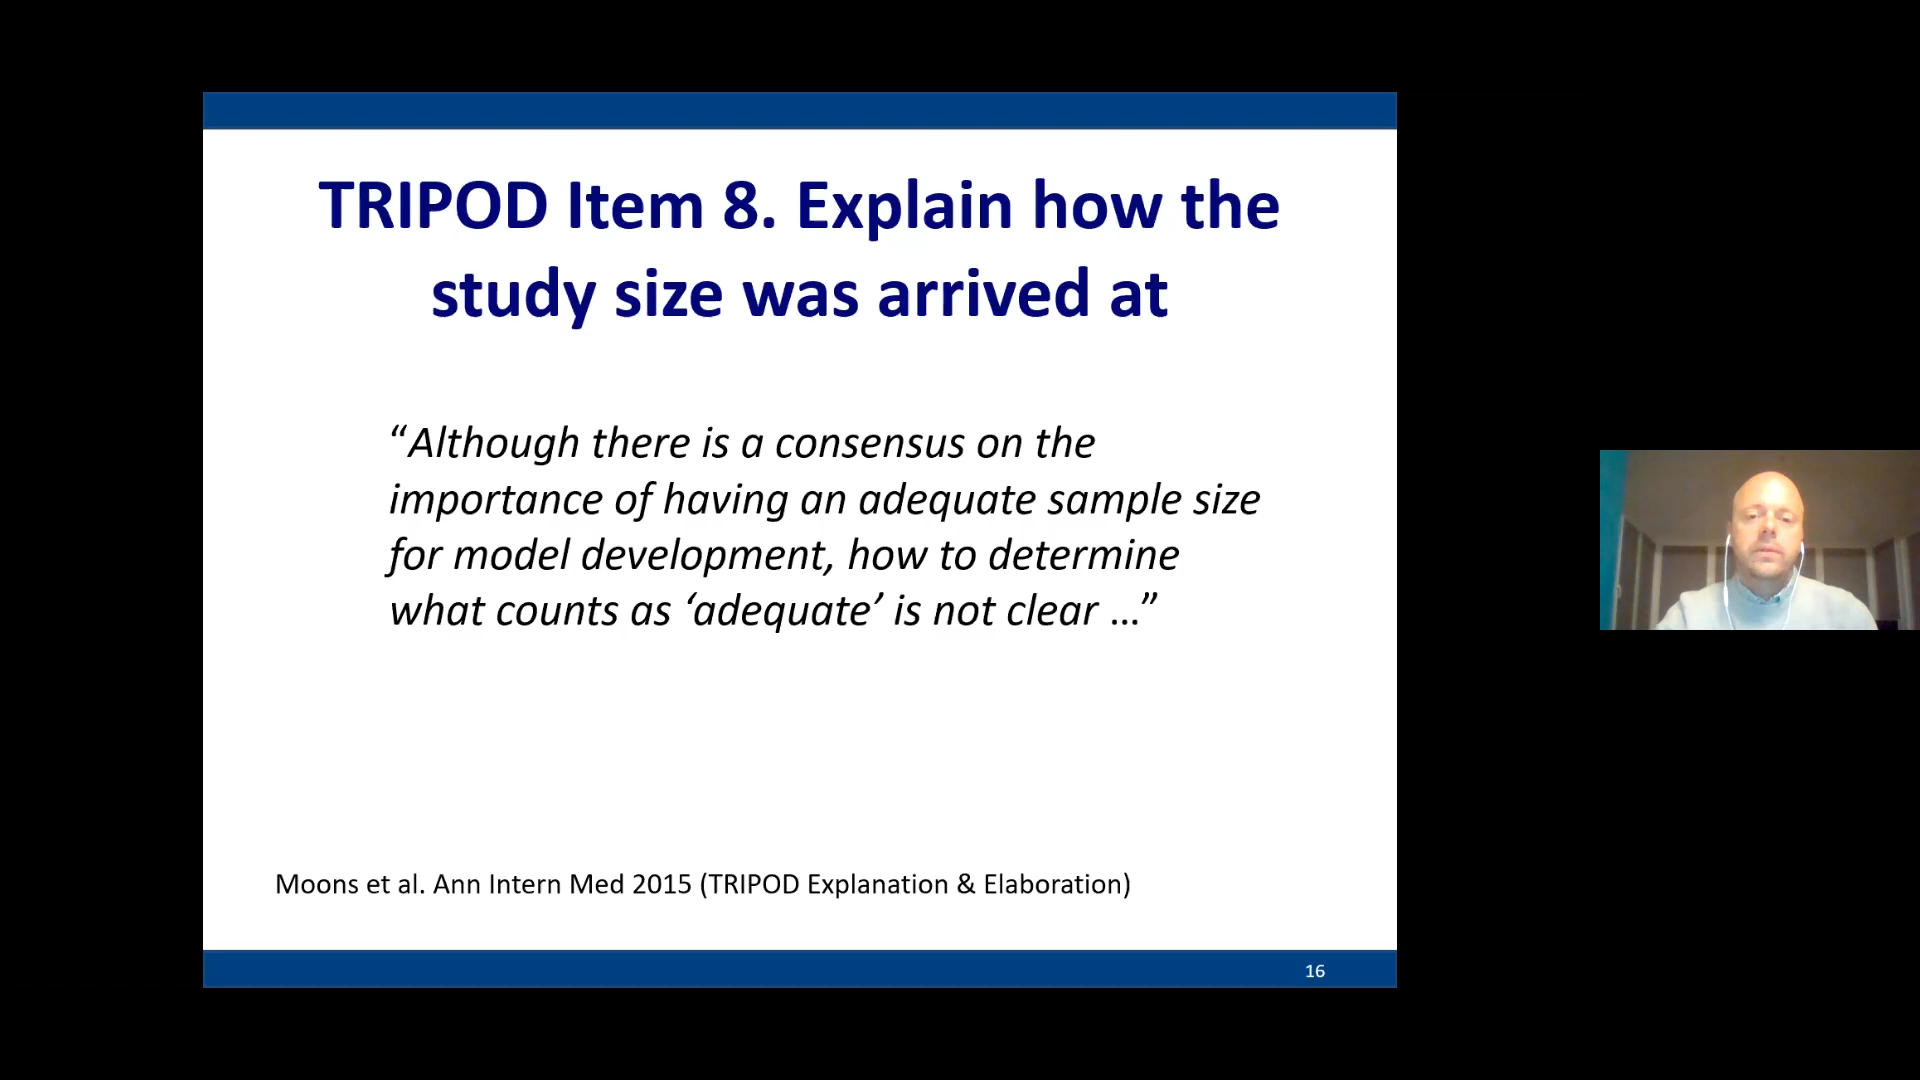 TRIPOD Item 8. Explain how the
study size was arrived at
“Although there is a consensus on the
importance of having an adequate sample size
for model development, how to determine
what counts as ‘adequate’ is not clear …”
Moons et al. Ann Intern Med 2015 (TRIPOD Explanation & Elaboration)
16